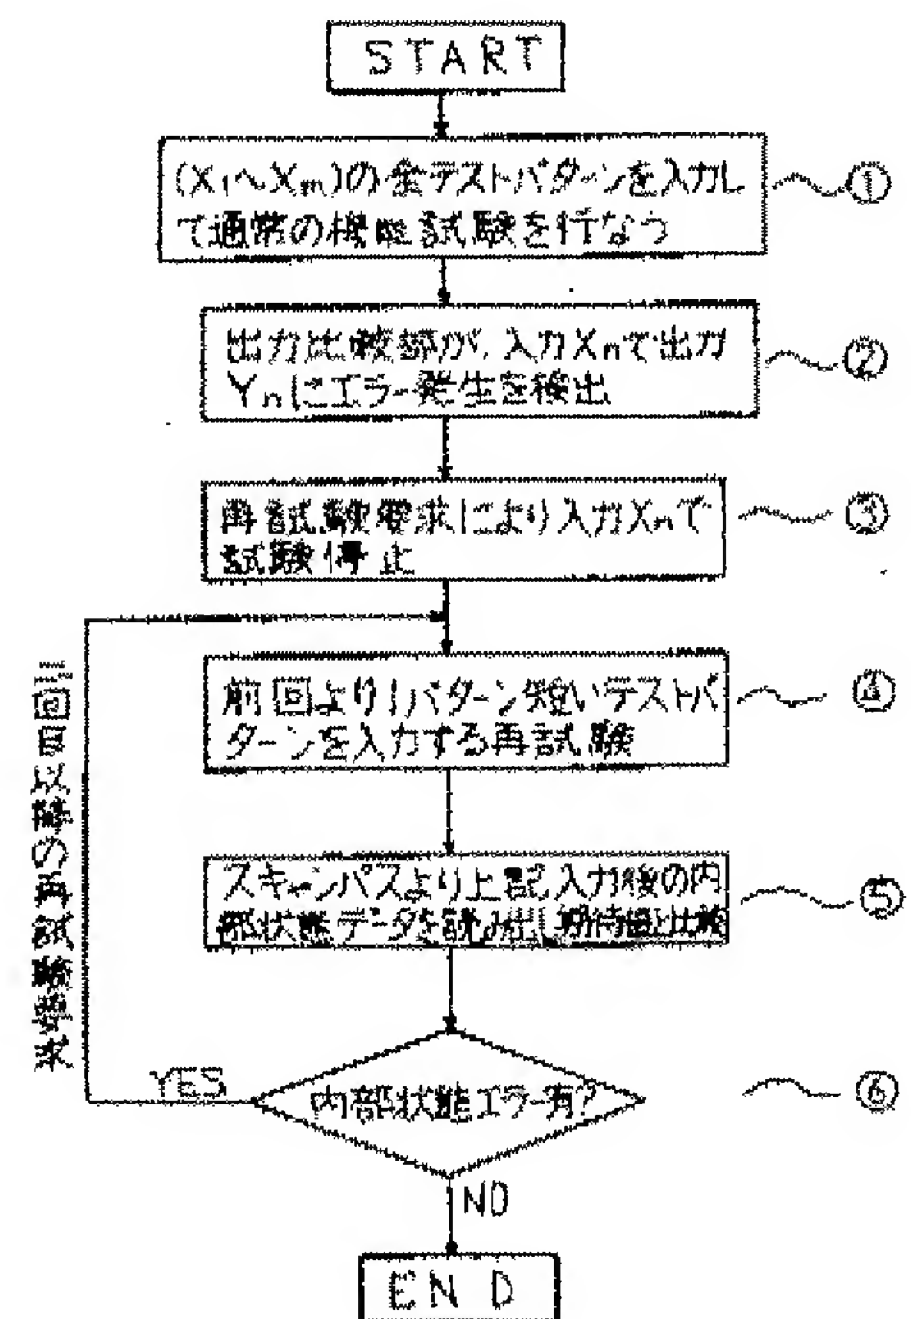 START
(X1〜Xm)の全テストパターンを入力し
て通常の機能試験を行なう
①
出力比較部が、入力Xnで出力
Ynにエラー発生を検出
②
再試験要求により入力Xnで
試験停止
③
前回より1パターン短いテストパ
ターンを入力する再試験
④
スキャンパスより上記入力後の内
部状態データを読み出し期待値と比較
⑤
内部状態エラー有?
⑥
YES
回目以降の再試験要求
NO
END